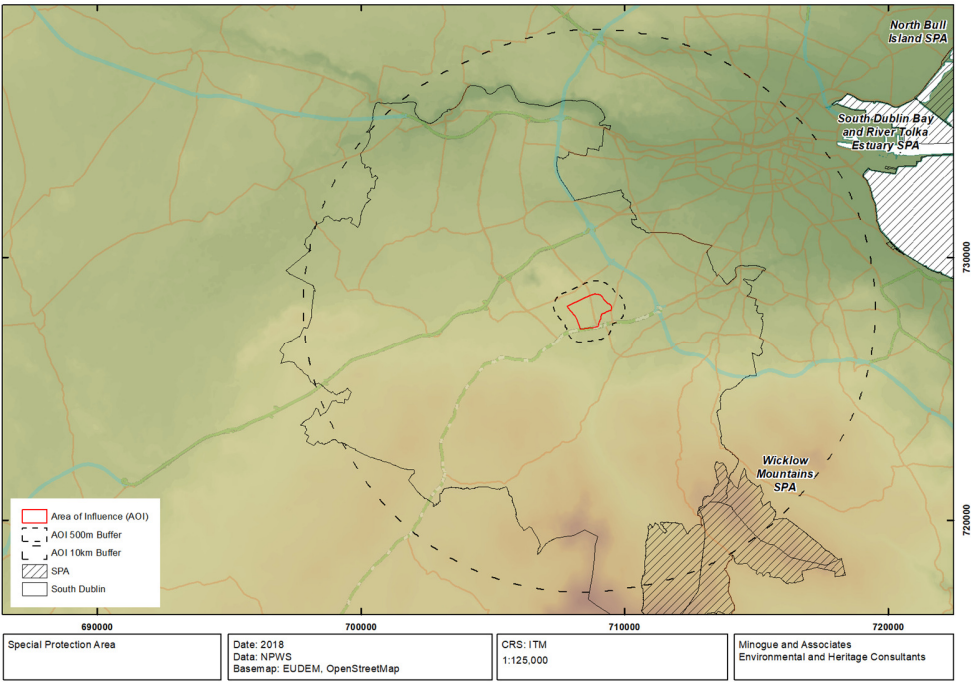 North Bull
Island SPA
South Dublin Bay
and River Tolka
Estuary SPA
730000
Wicklow
Mountains
SPA
720000
Area of Influence (AOI)
AOI 500m Buffer
AOI 10km Buffer
SPA
South Dublin
690000
700000
710000
720000
Special Protection Area
Date: 2018
Data: NPWS
Basemap: EUDEM, OpenStreetMap
CRS: ITM
1:125,000
Minogue and Associates
Environmental and Heritage Consultants